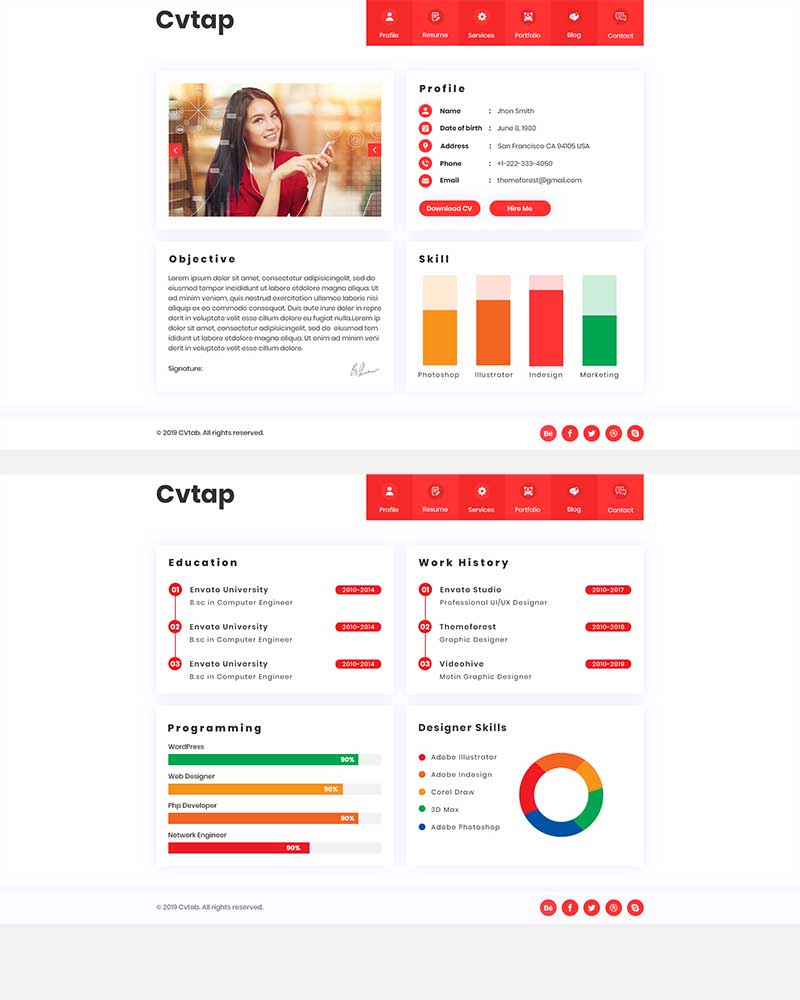 Cvtap
Profile
Resume
Services
Portfolio
Blog
Contact
Profile
Name : Jhon Smith
Date of birth : June 8, 1980
Address : San Francisco CA 94105 USA
Phone : +1-222-333-4050
Email : themeforest@gmail.com
Download CV
Hire Me
Objective
Lorem ipsum dolor sit amet, consectetur adipisicingelit, sed do
eiusmod tempor incididunt ut labore etdolore magna aliqua. Ut
ad minim veniam, quis nostrud exercitation ullamco laboris nisi
aliquip ex ea commodo consequat. Duis aute irure dolor in repre
derit in voluptate velit esse cillum dolore eu fugiat nulla.Lorem ip
dolor sit amet, consectetur adipisicingelit, sed do eiusmod tem
ididunt ut labore etdolore magna aliqua. Ut enim ad minim veni
derit in voluptate velit esse cillum dolore.
Signature:
Skill
Photoshop
Illustrator
Indesign
Marketing
© 2019 CVtab. All rights reserved.
Bē
Cvtap
Profile
Resume
Services
Portfolio
Blog
Contact
Education
01 Envato University 2010-2014
B.sc in Computer Engineer
02 Envato University 2010-2014
B.sc in Computer Engineer
03 Envato University 2010-2014
B.sc in Computer Engineer
Work History
01 Envato Studio 2010-2017
Professional UI/UX Designer
02 Themeforest 2010-2018
Graphic Designer
03 Videohive 2010-2019
Motin Graphic Designer
Programming
WordPress
90%
Web Designer
90%
Php Developer
90%
Network Engineer
90%
Designer Skills
Adobe Illustrator
Adobe Indesign
Corel Draw
3D Max
Adobe Photoshop
© 2019 Cvtab. All rights reserved.
Bē